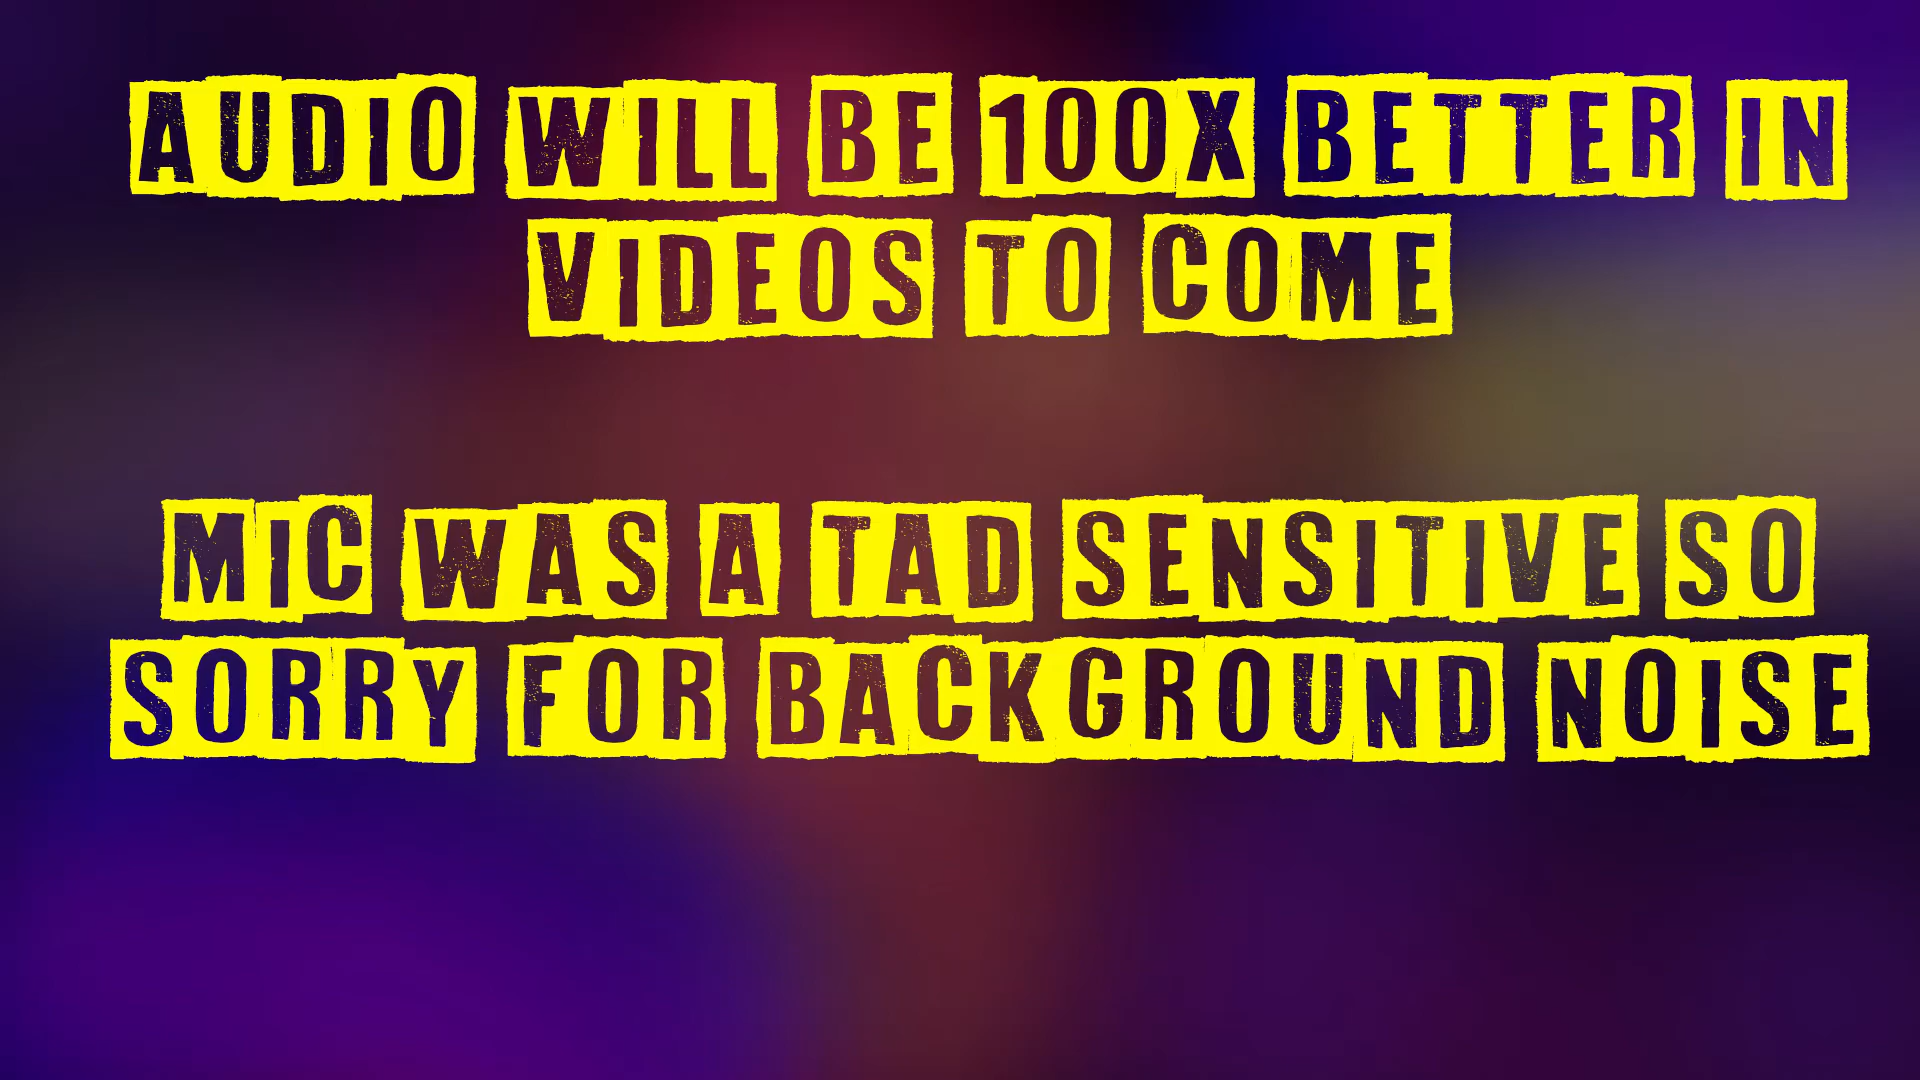 AUDIO WILL BE 100X BETTER IN
VIDEOS TO COME
MIC WAS A TAD SENSITIVE SO
SORRY FOR BACKGROUND NOISE